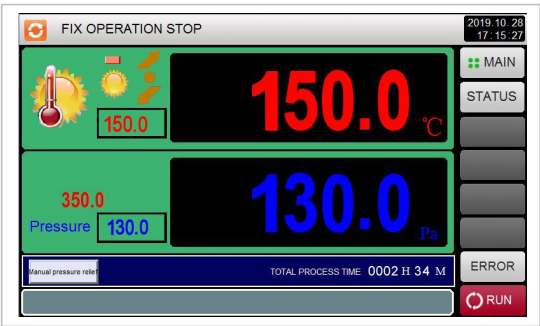 FIX OPERATION STOP
2019.10.28
17:15:27
MAIN
STATUS
150.0
150.0 ℃
350.0
Pressure 130.0
130.0 Pa
Manual pressure relief
TOTAL PROCESS TIME 0002 H 34 M
ERROR
RUN